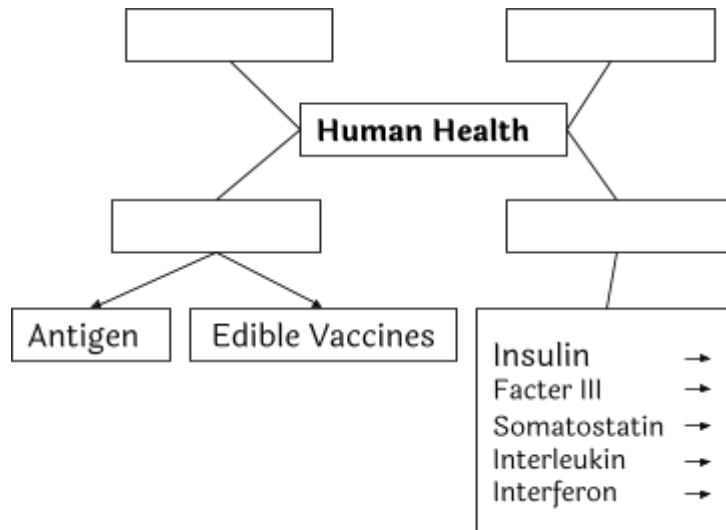 Human Health
Antigen
Edible Vaccines
Insulin →
Facter III →
Somatostatin →
Interleukin →
Interferon →